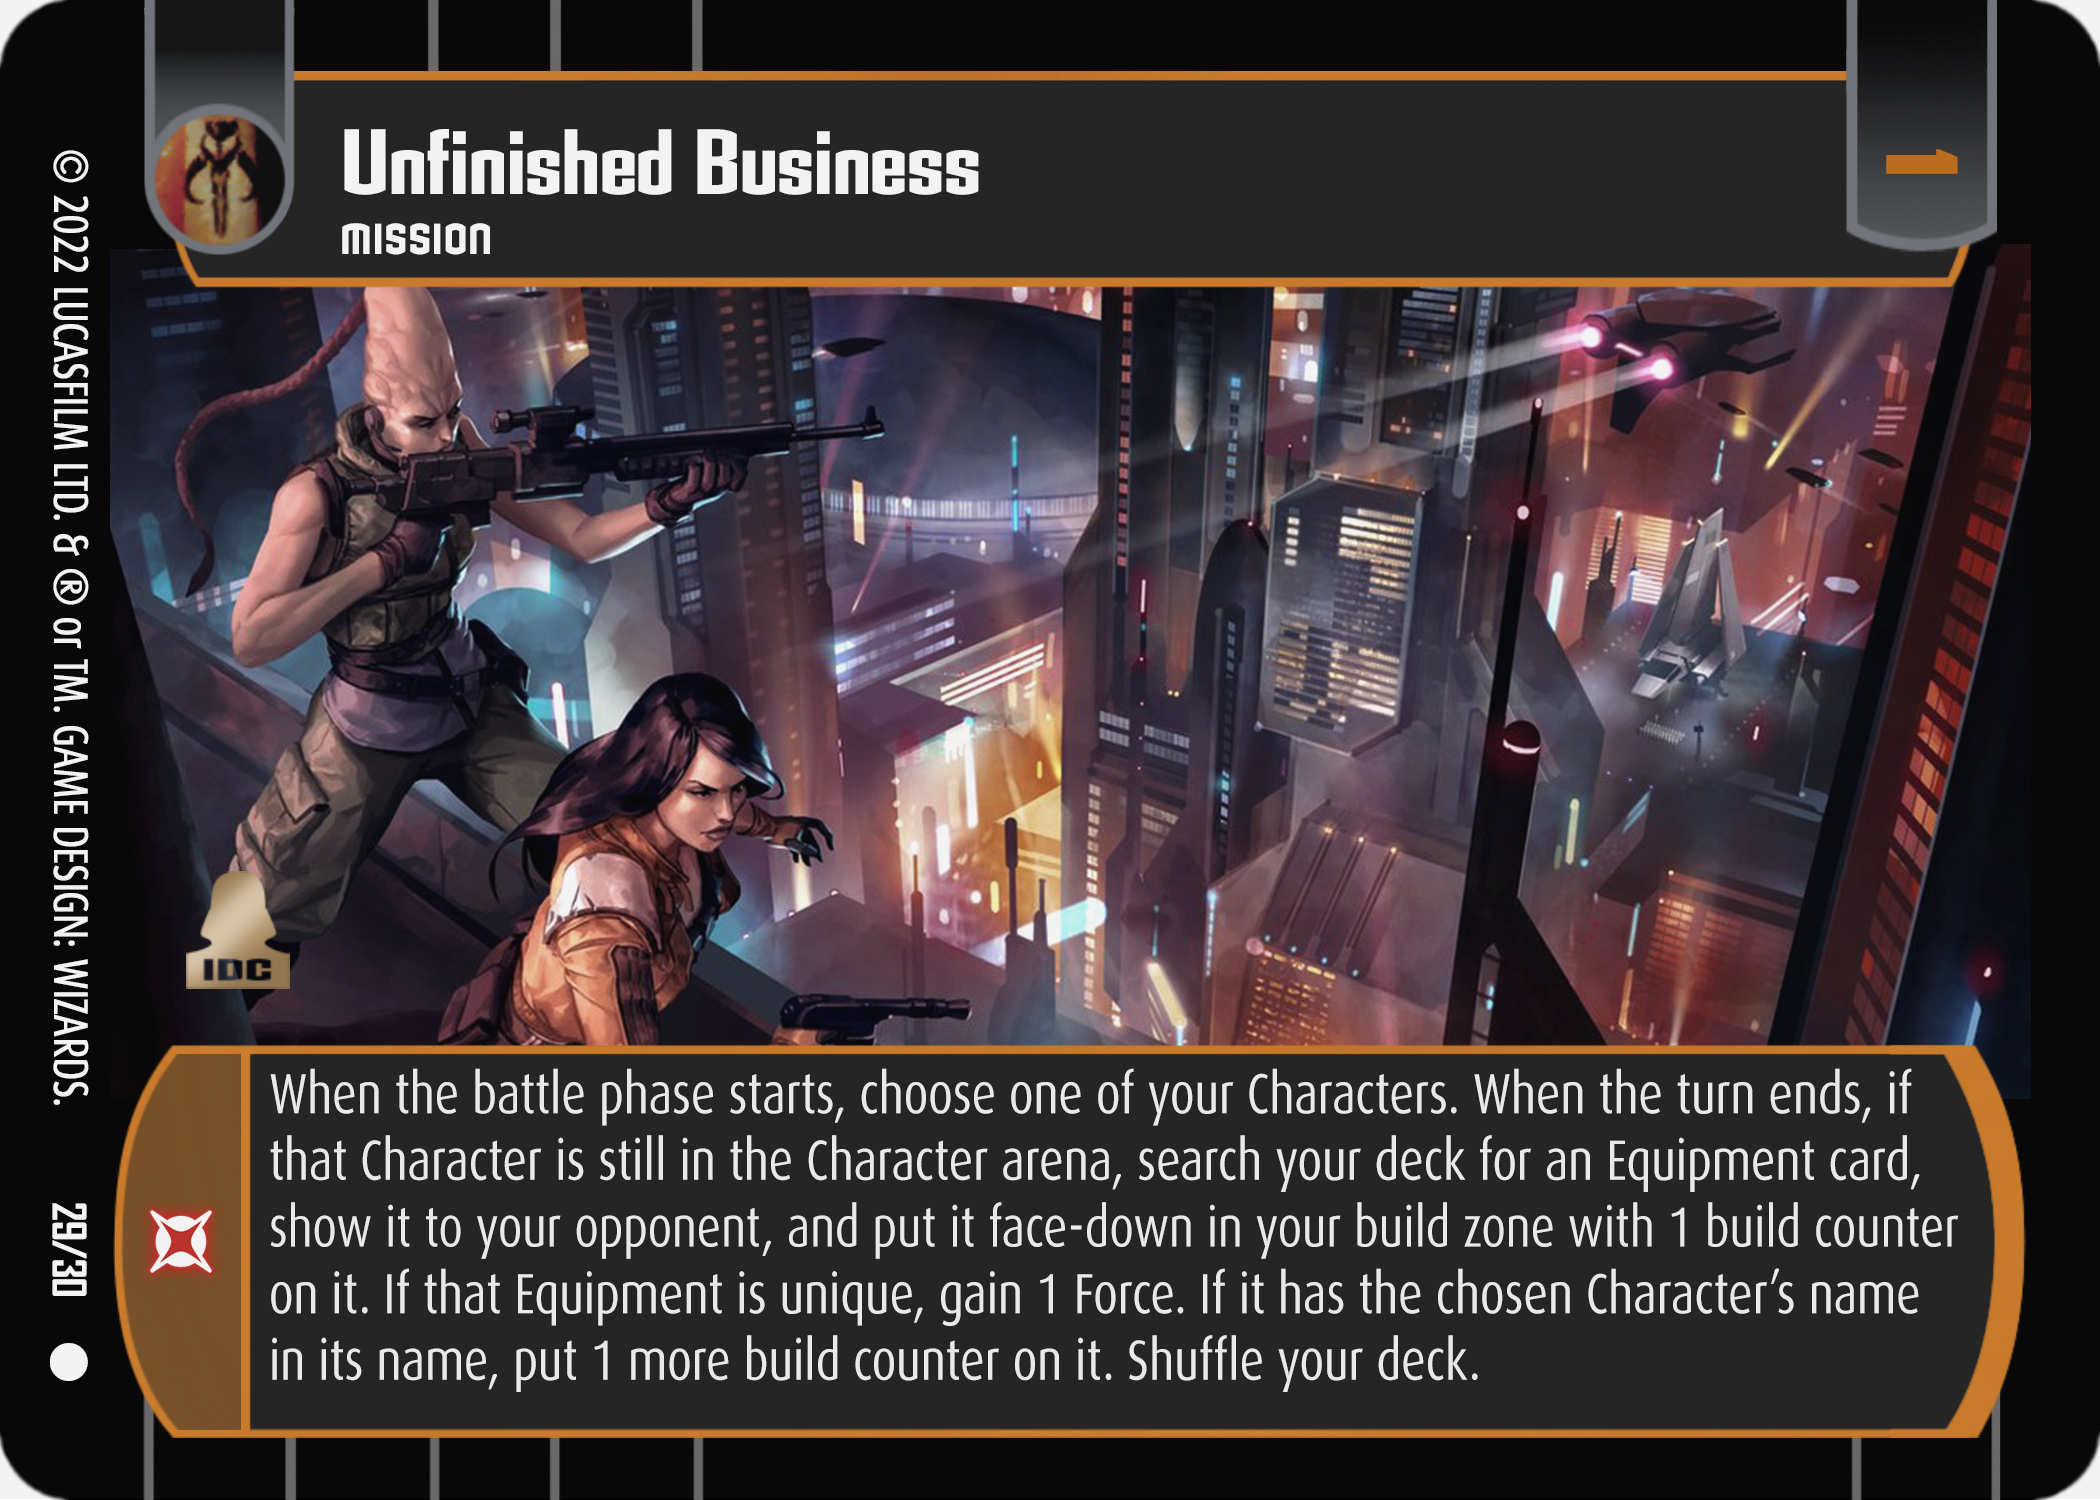 Unfinished Business
MISSION
1
IDC
When the battle phase starts, choose one of your Characters. When the turn ends, if
that Character is still in the Character arena, search your deck for an Equipment card,
show it to your opponent, and put it face-down in your build zone with 1 build counter
on it. If that Equipment is unique, gain 1 Force. If it has the chosen Character's name
in its name, put 1 more build counter on it. Shuffle your deck.
© 2022 LUCASFILM LTD. & ® or TM. GAME DESIGN: WIZARDS.
29/30